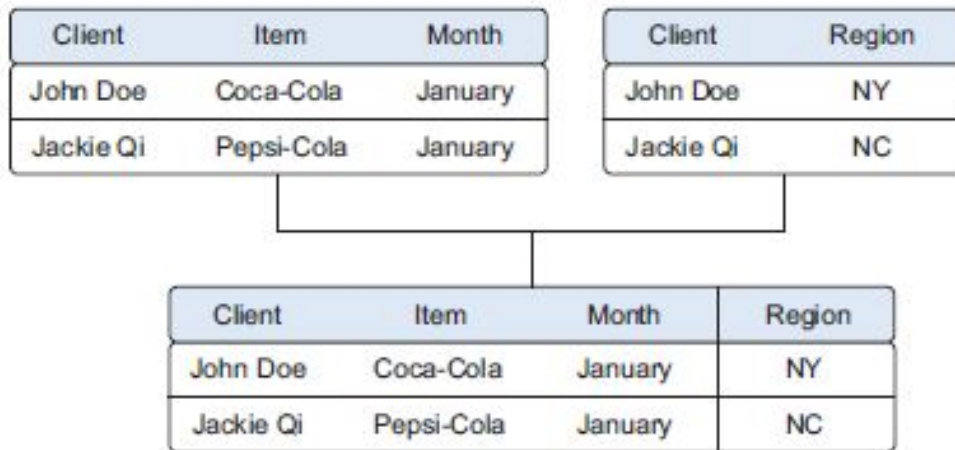 Client Item Month
John Doe Coca-Cola January
Jackie Qi Pepsi-Cola January
Client Region
John Doe NY
Jackie Qi NC
Client Item Month Region
John Doe Coca-Cola January NY
Jackie Qi Pepsi-Cola January NC